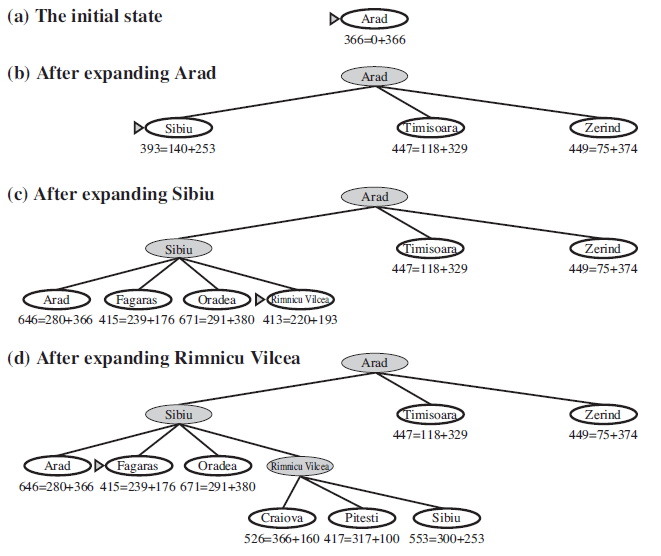 (a) The initial state
Arad
366=0+366
(b) After expanding Arad
Arad
Sibiu Timisoara Zerind
393=140+253 447=118+329 449=75+374
(c) After expanding Sibiu
Arad
Sibiu Timisoara Zerind
447=118+329 449=75+374
Arad Fagaras Oradea Rimnicu Vilcea
646=280+366 415=239+176 671=291+380 413=220+193
(d) After expanding Rimnicu Vilcea
Arad
Sibiu Timisoara Zerind
447=118+329 449=75+374
Arad Fagaras Oradea Rimnicu Vilcea
646=280+366 415=239+176 671=291+380
Craiova Pitesti Sibiu
526=366+160 417=317+100 553=300+253